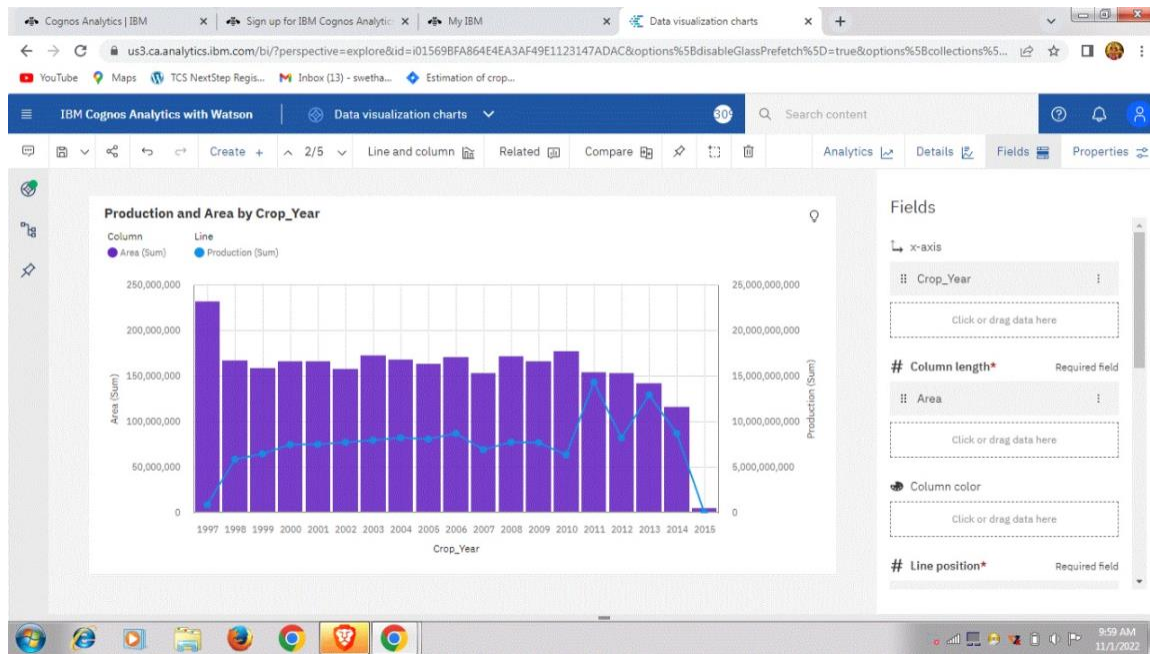 Cognos Analytics | IBM
Sign up for IBM Cognos Analytic
My IBM
Data visualization charts
us3.ca.analytics.ibm.com/bi/?perspective=explore&id=i01569BFA864E4EA3AF49E1123147ADAC&options%5BdisableGlassPrefetch%5D=true&options%5Bcollections%5...
YouTube Maps TCS NextStep Regis... Inbox (13) - swetha... Estimation of crop...
IBM Cognos Analytics with Watson
Data visualization charts
Search content
Create + 2/5 Line and column Related Compare
Analytics Details Fields Properties
Production and Area by Crop_Year
Column Line
Area (Sum) Production (Sum)
250,000,000
200,000,000
150,000,000
100,000,000
50,000,000
0
Area (Sum)
25,000,000,000
20,000,000,000
15,000,000,000
10,000,000,000
5,000,000,000
0
Production (Sum)
1997 1998 1999 2000 2001 2002 2003 2004 2005 2006 2007 2008 2009 2010 2011 2012 2013 2014 2015
Crop_Year
Fields
x-axis
Crop_Year
Click or drag data here
# Column length* Required field
Area
Click or drag data here
Column color
Click or drag data here
# Line position* Required field
9:59 AM
11/1/2022